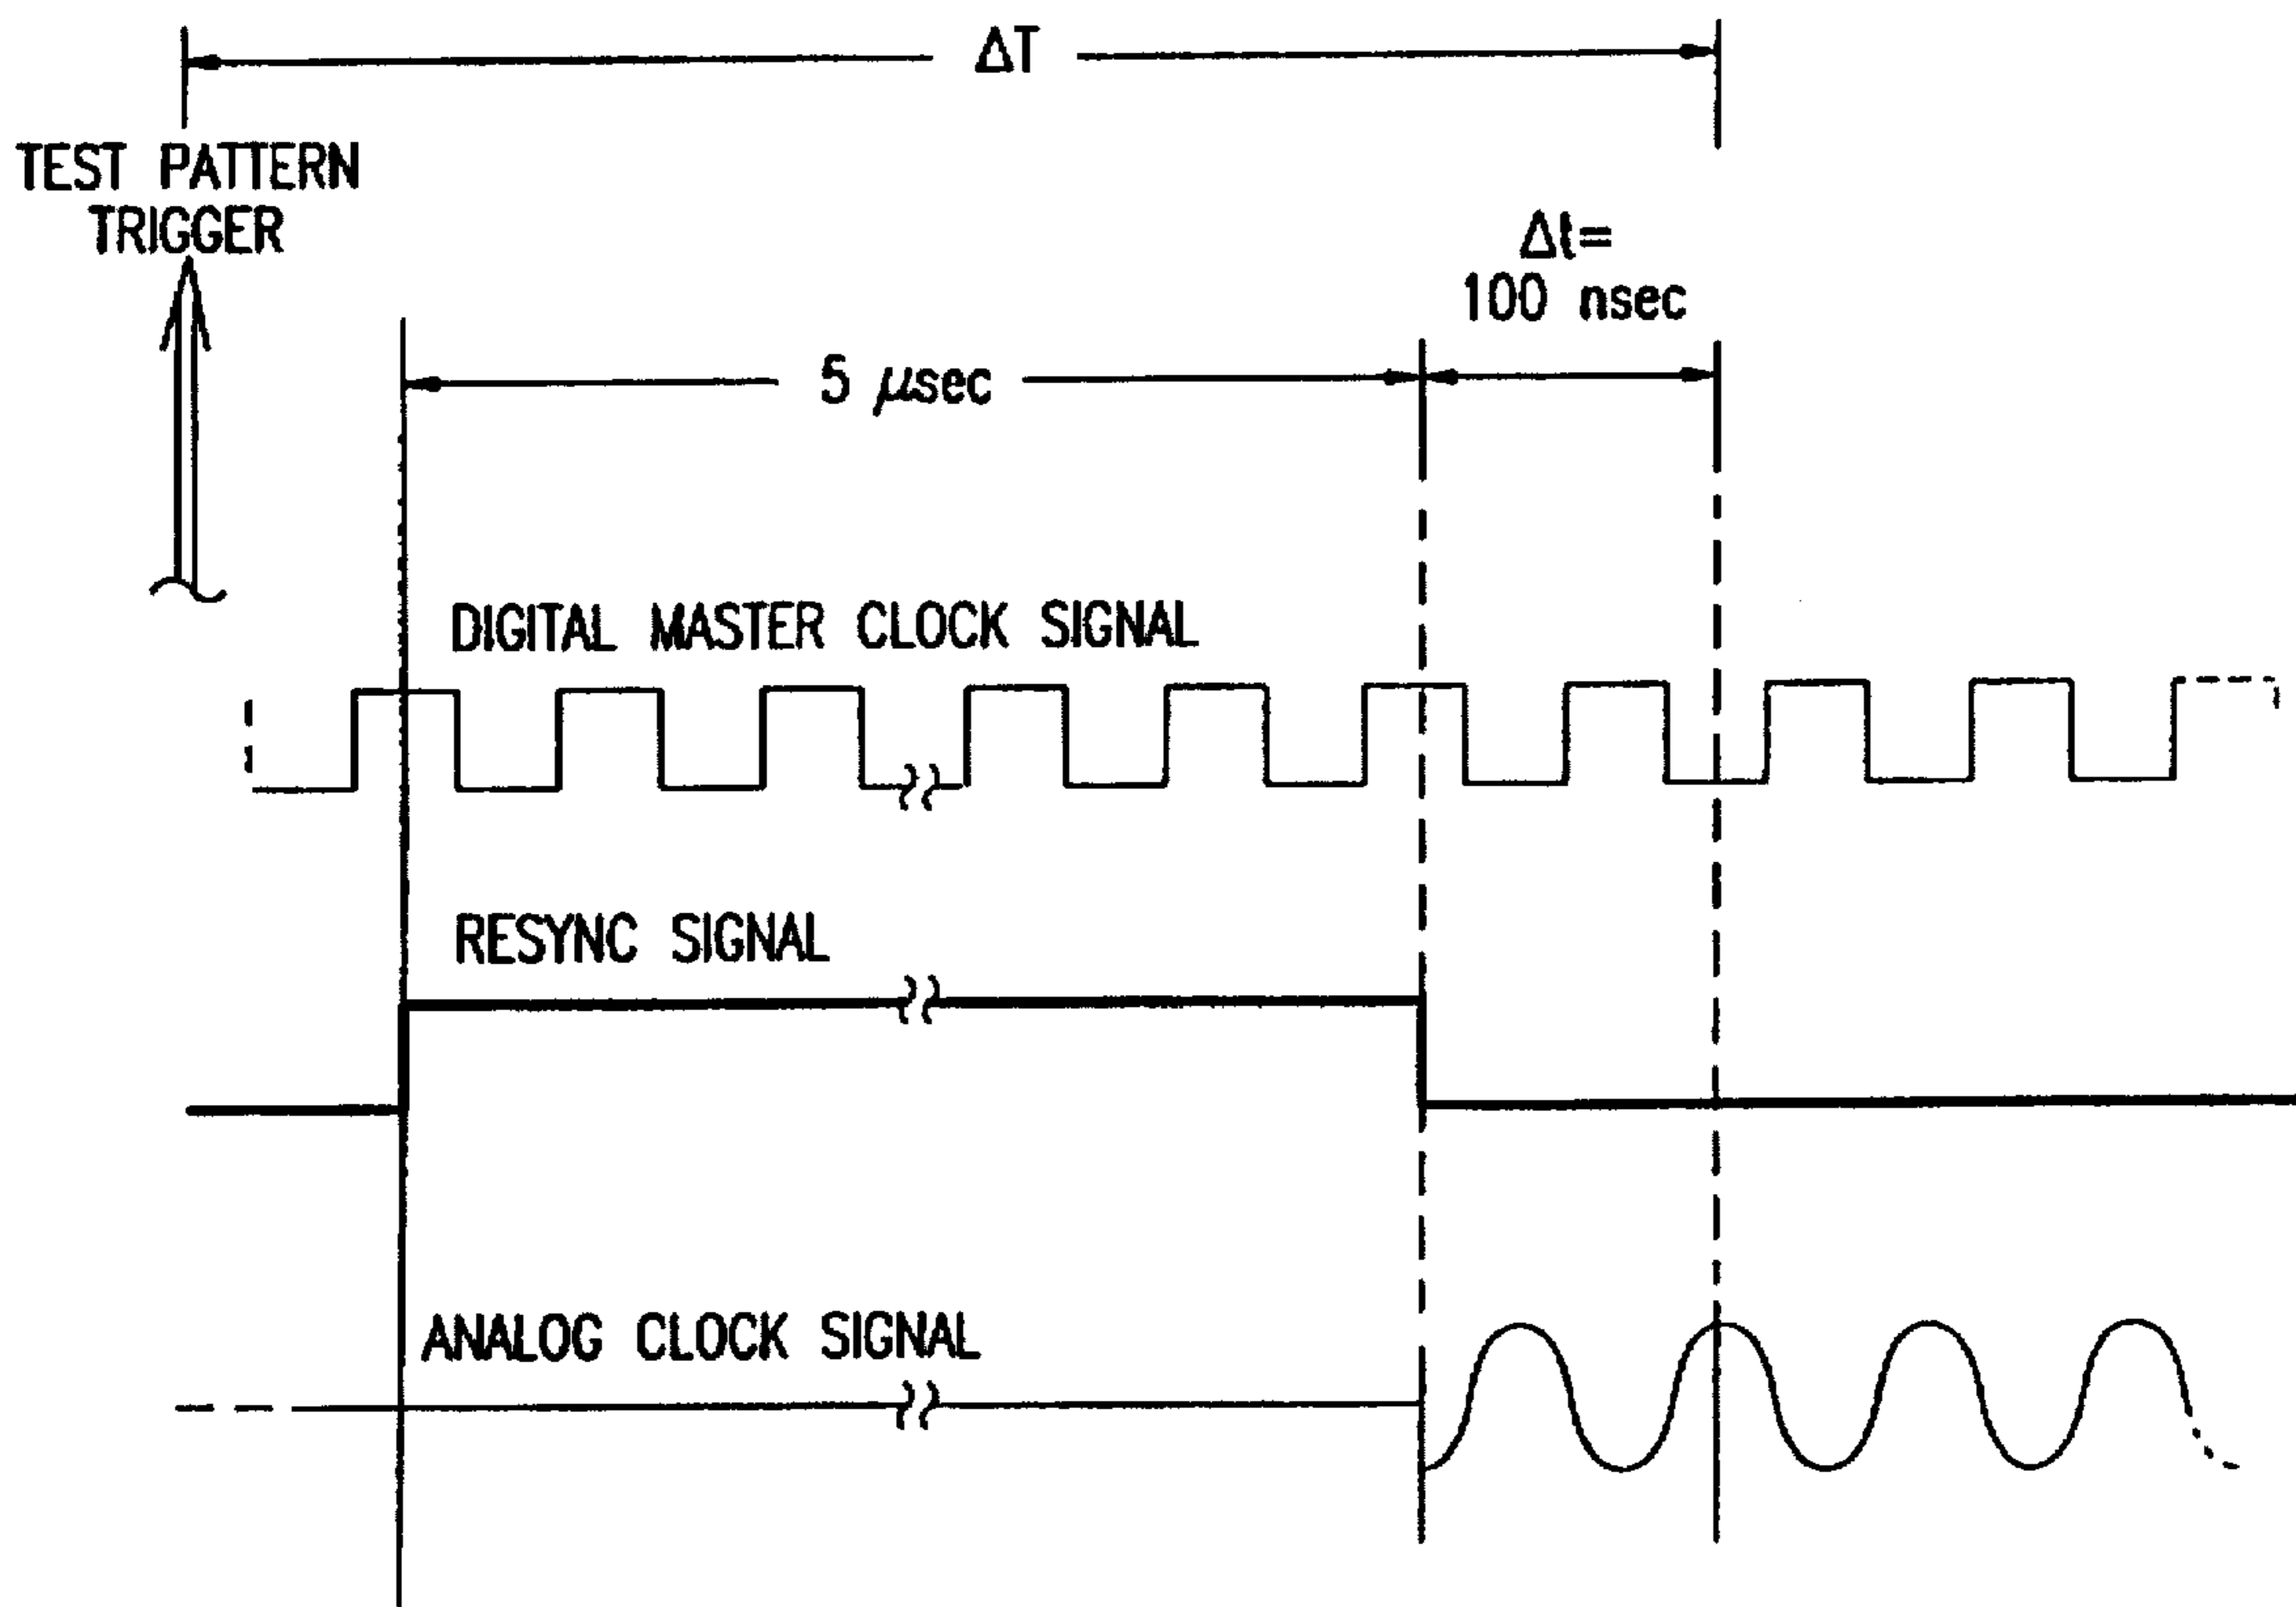 ΔT
TEST PATTERN
TRIGGER
Δt=
100 nsec
5 μsec
DIGITAL MASTER CLOCK SIGNAL
RESYNC SIGNAL
ANALOG CLOCK SIGNAL